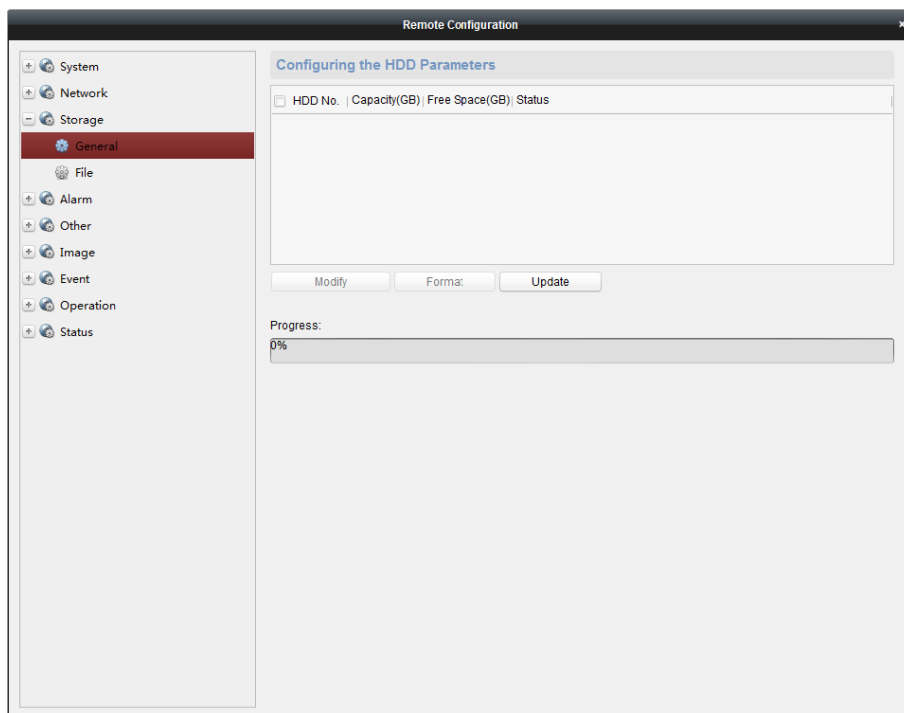 Remote Configuration
System
Network
Storage
General
File
Alarm
Other
Image
Event
Operation
Status
Configuring the HDD Parameters
HDD No. Capacity(GB) Free Space(GB) Status
Modify Format Update
Progress:
0%